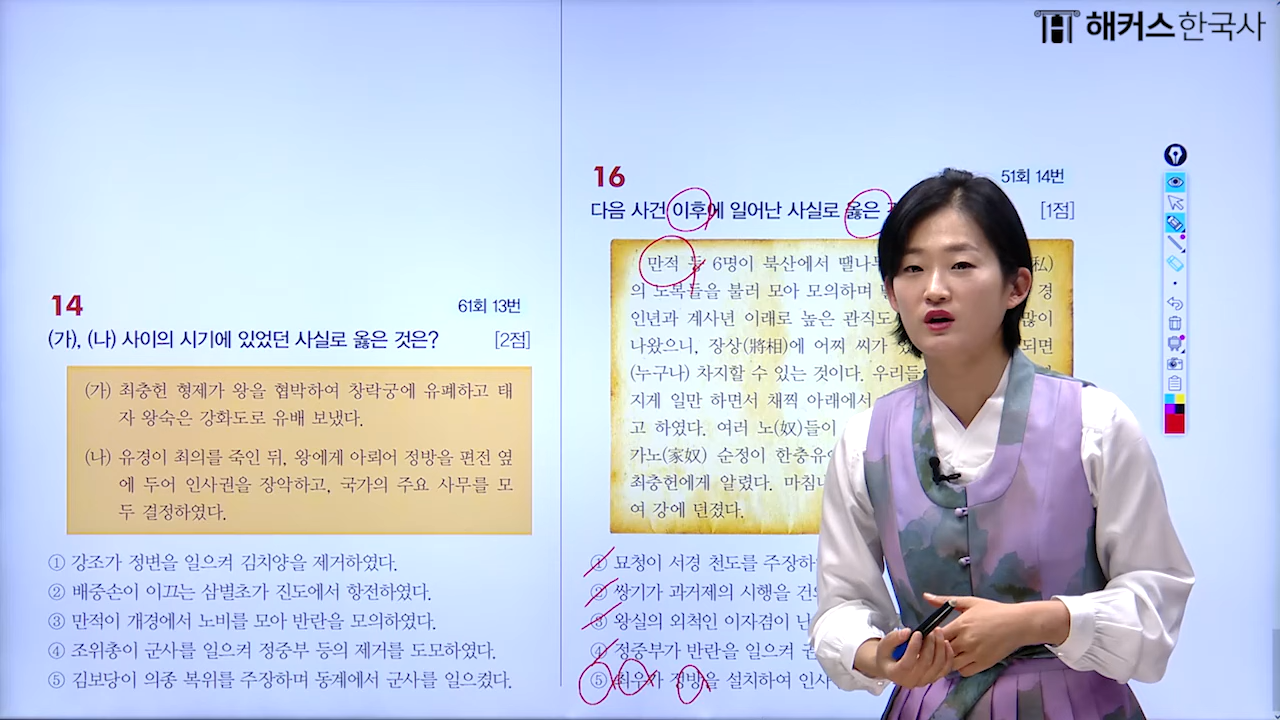 해커스한국사
14
61회 13번
(가), (나) 사이의 시기에 있었던 사실로 옳은 것은?
[2점]
(가) 최충헌 형제가 왕을 협박하여 창락궁에 유폐하고 태
자 왕숙은 강화도로 유배 보냈다.
(나) 유경이 최의를 죽인 뒤, 왕에게 아뢰어 정방을 편전 옆
에 두어 인사권을 장악하고, 국가의 주요 사무를 모
두 결정하였다.
① 강조가 정변을 일으켜 김치양을 제거하였다.
② 배중손이 이끄는 삼별초가 진도에서 항전하였다.
③ 만적이 개경에서 노비를 모아 반란을 모의하였다.
④ 조위총이 군사를 일으켜 정중부 등의 제거를 도모하였다.
⑤ 김보당이 의종 복위를 주장하며 동계에서 군사를 일으켰다.
16
51회 14번
다음 사건 이후에 일어난 사실로 옳은
[1점]
만적 등 6명이 북산에서 땔나무 私)
의 노복들을 불러 모아 모의하며 경
인년과 계사년 이래로 높은 관직도 많이
나왔으니, 장상(將相)에 어찌 씨가 되면
(누구나) 차지할 수 있는 것이다. 우리들
지게 일만 하면서 채찍 아래에서
고 하였다. 여러 노(奴)들이
가노(家奴) 순정이 한충유
최충헌에게 알렸다. 마침내
여 강에 던졌다.
① 묘청이 서경 천도를 주장하
② 쌍기가 과거제의 시행을
③ 왕실의 외척인 이자겸이 난
④ 정중부가 반란을 일으켜
⑤ 최우가 정방을 설치하여 인사